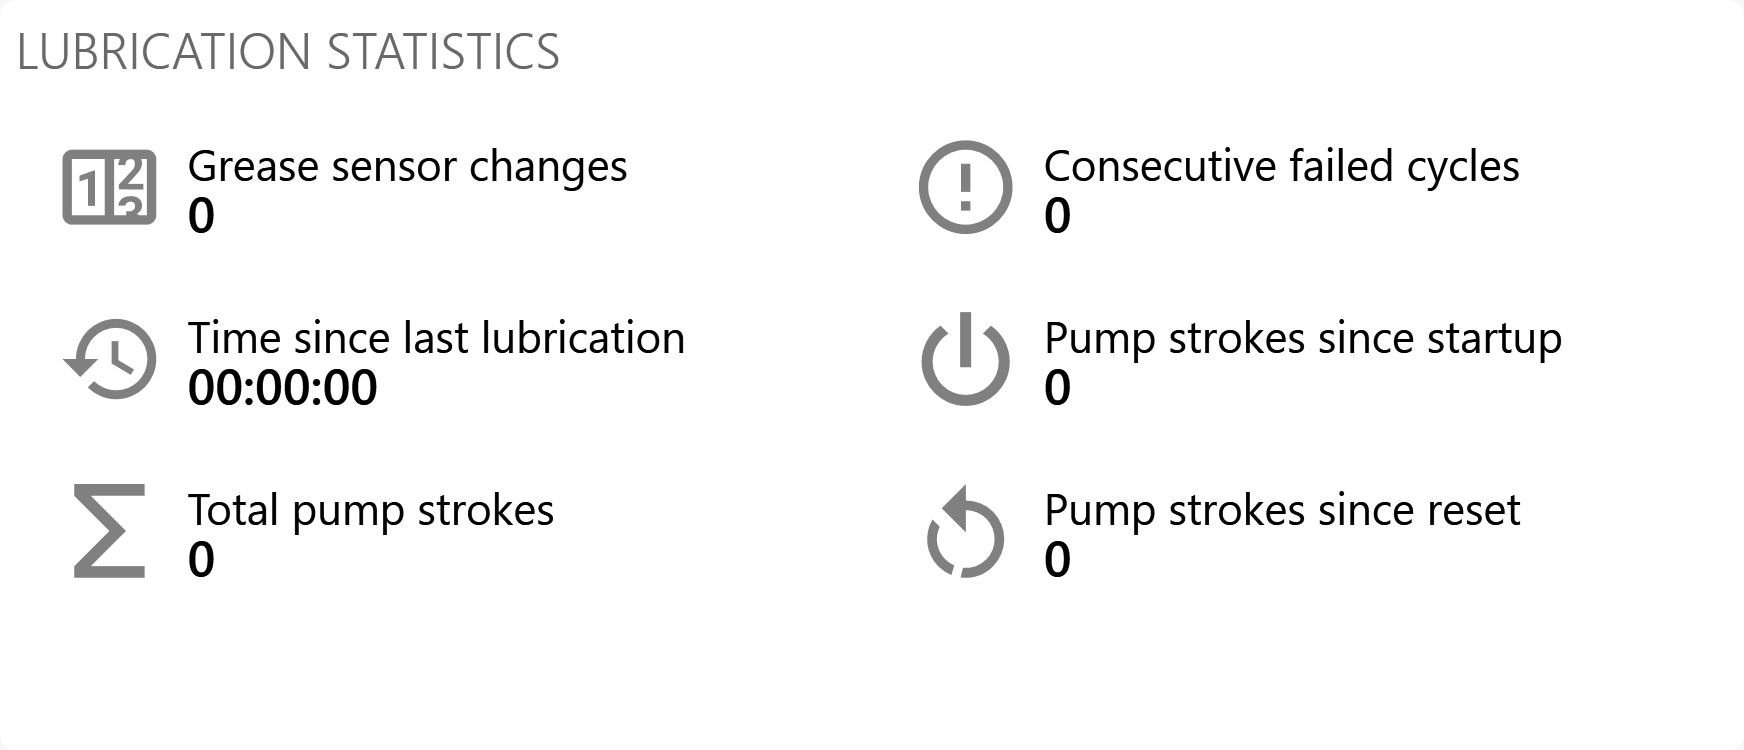 LUBRICATION STATISTICS
Grease sensor changes
0
Consecutive failed cycles
0
Time since last lubrication
00:00:00
Pump strokes since startup
0
Total pump strokes
0
Pump strokes since reset
0